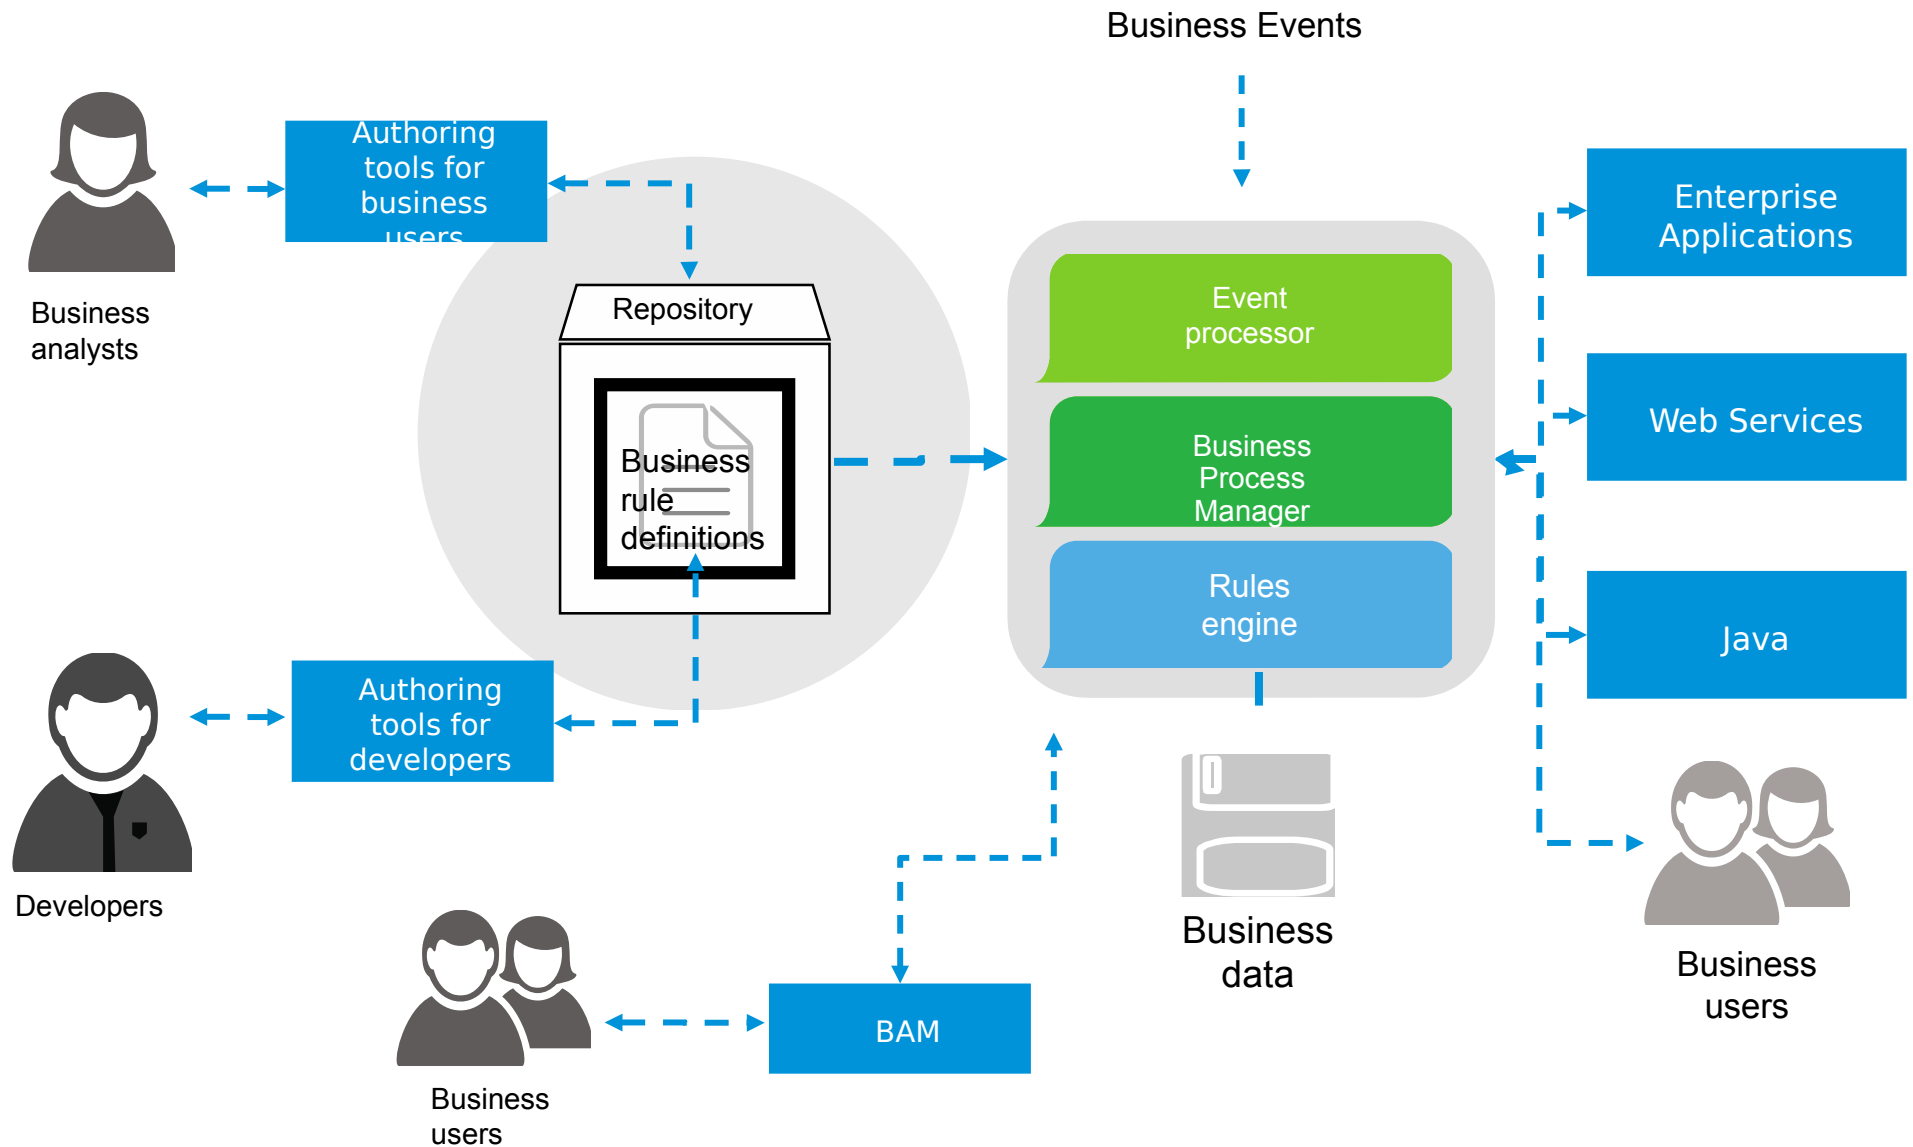 Business Events
Authoring
tools for
business
users
Business
analysts
Repository
Business
rule
definitions
Event
processor
Business
Process
Manager
Rules
engine
Enterprise
Applications
Web Services
Java
Authoring
tools for
developers
Developers
Business
data
Business
users
BAM
Business
users